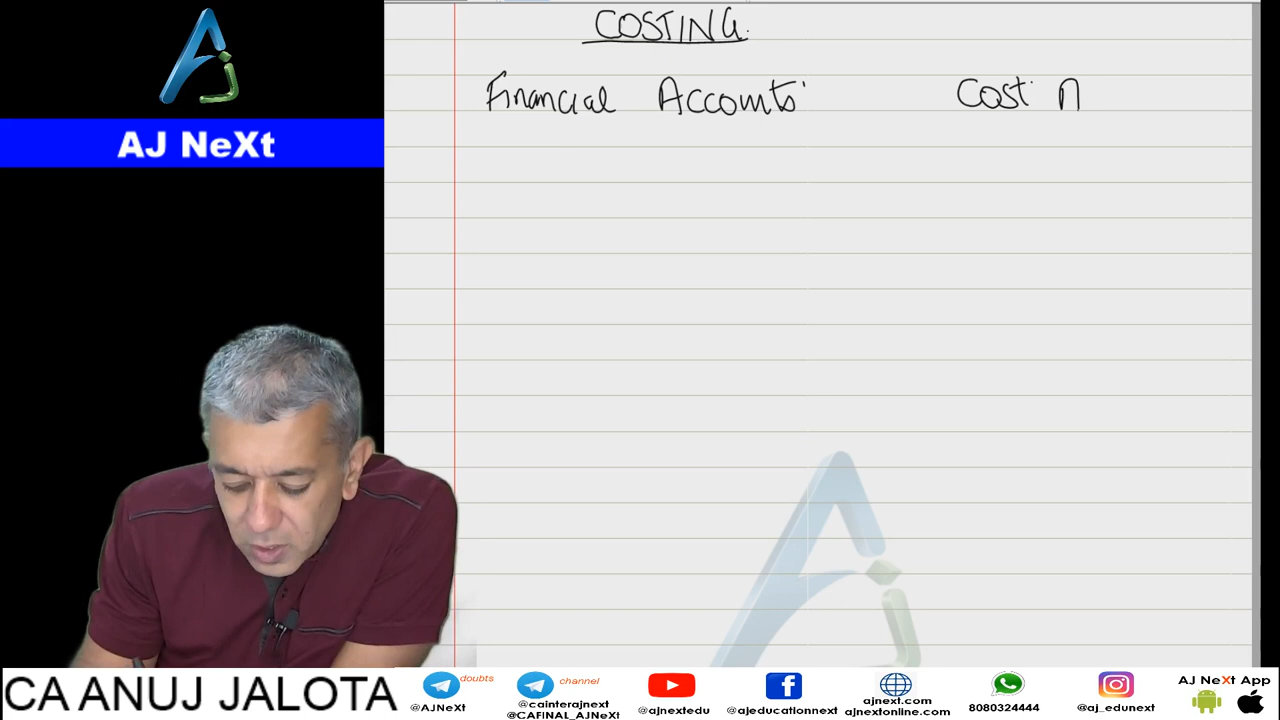 COSTING
Financial Accounts
Cost
AJ NeXt
CA ANUJ JALOTA
doubts
@AJNeXt
channel
@cainterajnext
@CAFINAL_AJNeXt
@ajnextedu
@ajeducationnext
ajnext.com
ajnextonline.com
8080324444
@aj_edunext
AJ NeXt App